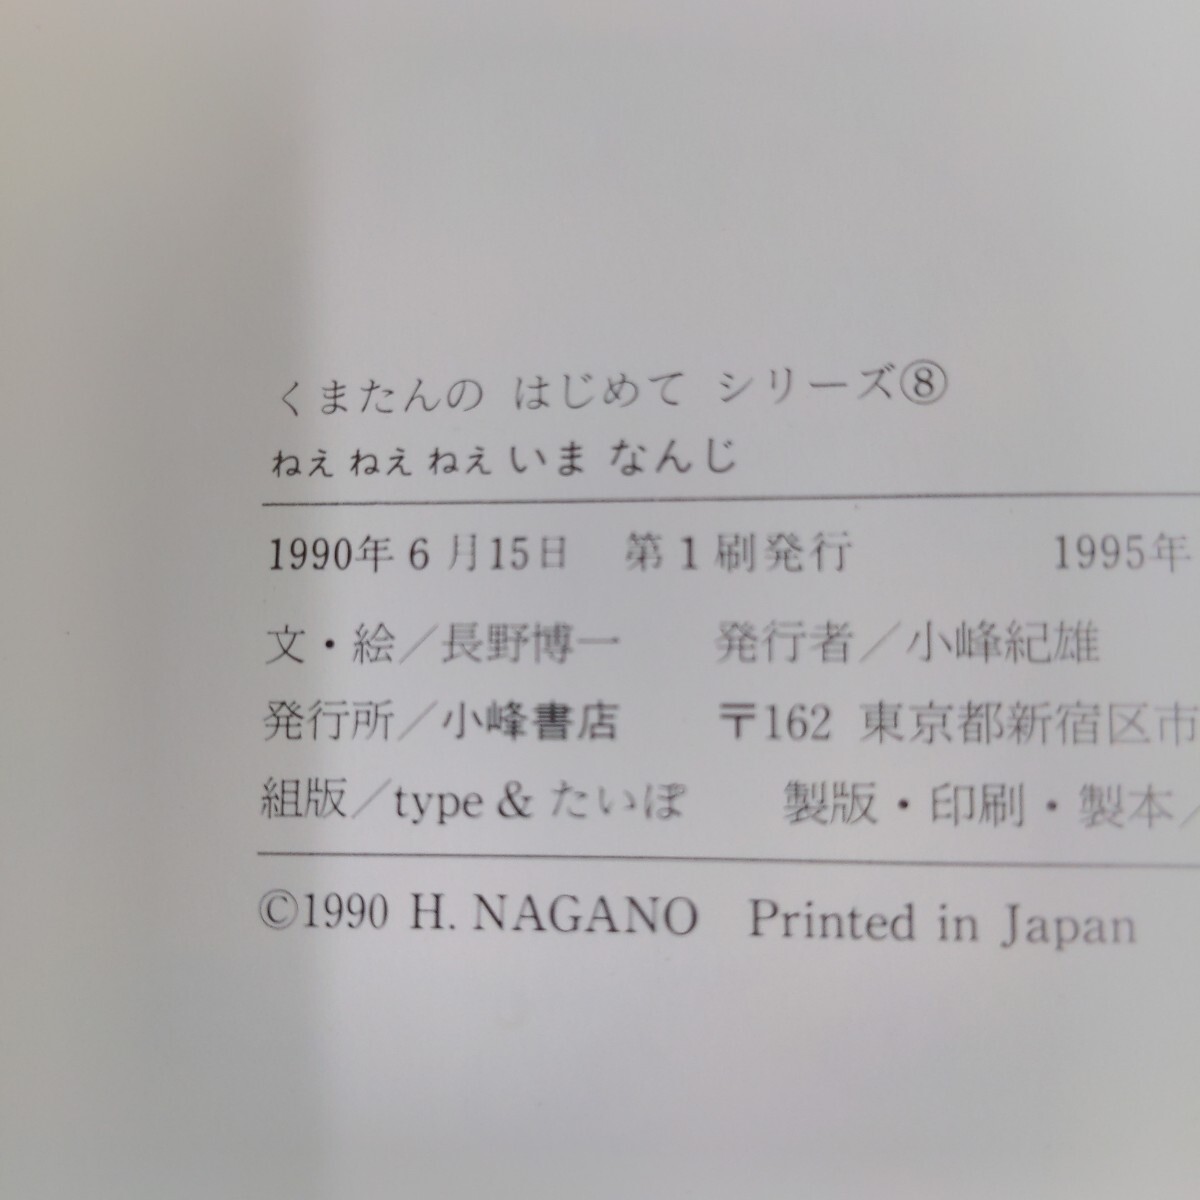 くまたんの はじめて シリーズ⑧
ねえ ねえ ねえ いま なんじ
1990年6月15日 第1刷発行 1995年
文・絵／長野博一 発行者／小峰紀雄
発行所／小峰書店 〒162 東京都新宿区市
組版／type & たいぽ 製版・印刷・製本／
©1990 H. NAGANO Printed in Japan